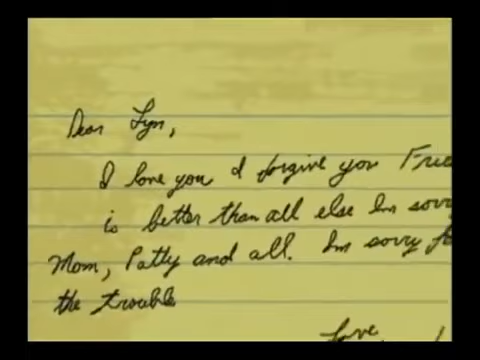 Dear Lyn,
I love you I forgive you
is better than all else Im
Mom, Patty and all. Im sorry
the trouble
Love